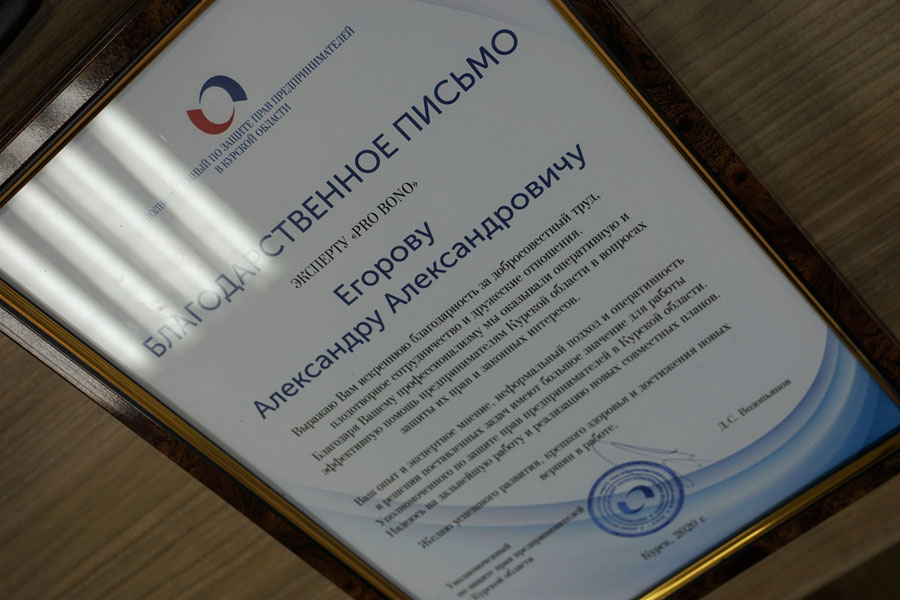 ПО ЗАЩИТЕ ПРАВ ПРЕДПРИНИМАТЕЛЕЙ
В КУРСКОЙ ОБЛАСТИ
БЛАГОДАРСТВЕННОЕ ПИСЬМО
ЭКСПЕРТУ «PRO BONO»
Егорову
Александру Александровичу
Выражаю Вам искреннюю благодарность за добросовестный труд,
плодотворное сотрудничество и дружеские отношения.
Благодаря Вашему профессионализму мы оказывали оперативную и
эффективную помощь предпринимателям Курской области в вопросах
защиты их прав и законных интересов.
Ваш опыт и экспертное мнение, неформальный подход и оперативность
в решении поставленных задач имеют большое значение для работы
Уполномоченного по защите прав предпринимателей в Курской области.
Надеюсь на дальнейшую работу и реализацию новых совместных планов.
Желаю успешного развития, крепкого здоровья и достижения новых
вершин в работе.
Уполномоченный
по защите прав предпринимателей
в Курской области
Д.С. Водопьянов
Курск, 2020 г.